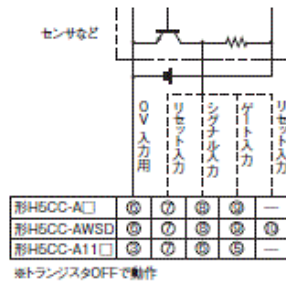 センサなど
0V入力用
リセット入力
シグナル入力
ゲート入力
リセット入力
形H5CC-A□ ⑥ ⑦ ⑧ ⑨ —
形H5CC-AWSD ⑥ ⑦ ⑧ ⑨ ⑩
形H5CC-A11□ ③ ⑦ ⑥ ⑤ —
※トランジスタOFFで動作